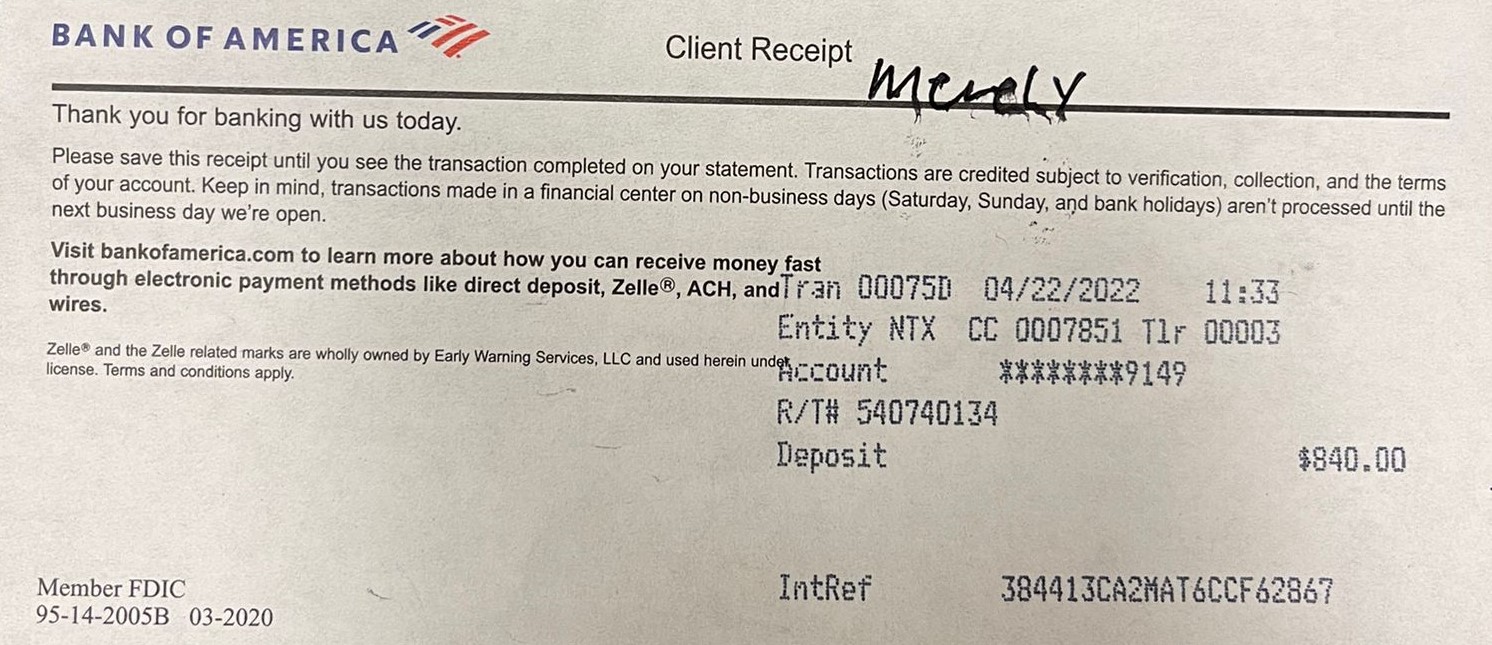 BANK OF AMERICA
Client Receipt
Thank you for banking with us today.
Please save this receipt until you see the transaction completed on your statement. Transactions are credited subject to verification, collection, and the terms
of your account. Keep in mind, transactions made in a financial center on non-business days (Saturday, Sunday, and bank holidays) aren't processed until the
next business day we're open.
Visit bankofamerica.com to learn more about how you can receive money fast
through electronic payment methods like direct deposit, Zelle®, ACH, and
wires.
Zelle® and the Zelle related marks are wholly owned by Early Warning Services, LLC and used herein under
license. Terms and conditions apply.
Tran 00075D 04/22/2022 11:33
Entity NTX CC 0007851 Tlr 00003
Account ********9149
R/T# 540740134
Deposit $840.00
IntRef 384413CA2MAT6CCF62867
Member FDIC
95-14-2005B 03-2020